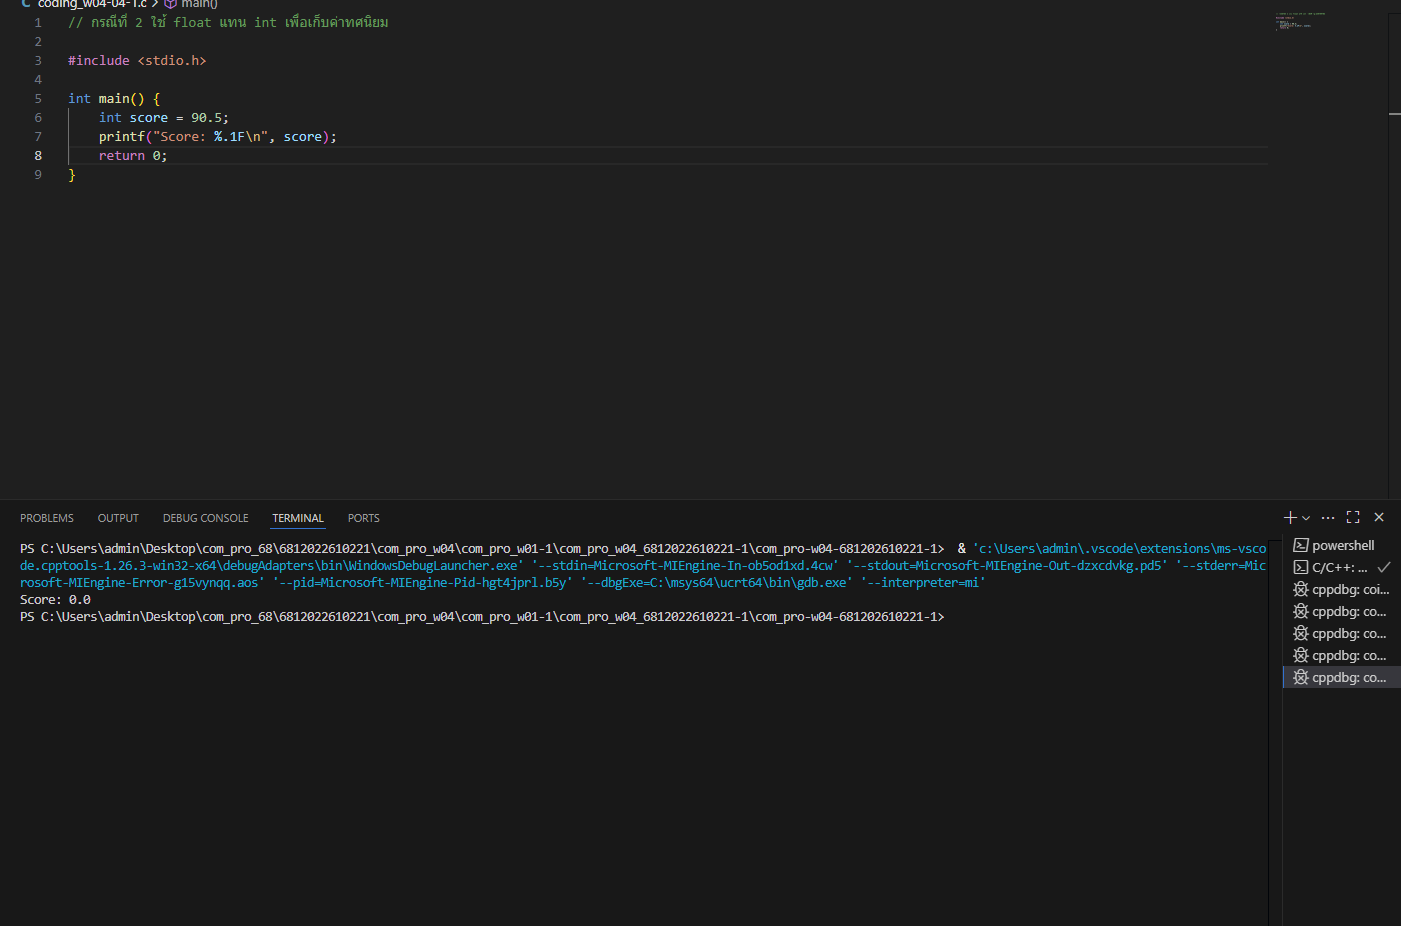 coding_w04-04-1.c > main()
1 // กรณีที่ 2 ใช้ float แทน int เพื่อเก็บค่าทศนิยม
2
3 #include <stdio.h>
4
5 int main() {
6 int score = 90.5;
7 printf("Score: %.1F\n", score);
8 return 0;
9 }
PROBLEMS OUTPUT DEBUG CONSOLE TERMINAL PORTS
PS C:\Users\admin\Desktop\com_pro_68\6812022610221\com_pro_w04\com_pro_w01-1\com_pro_w04_6812022610221-1\com_pro-w04-681202610221-1> & 'c:\Users\admin\.vscode\extensions\ms-vsco
de.cpptools-1.26.3-win32-x64\debugAdapters\bin\WindowsDebugLauncher.exe' '--stdin=Microsoft-MIEngine-In-ob5od1xd.4cw' '--stdout=Microsoft-MIEngine-Out-dzxcdvkg.pd5' '--stderr=Mic
rosoft-MIEngine-Error-g15vynqq.aos' '--pid=Microsoft-MIEngine-Pid-hgt4jprl.b5y' '--dbgExe=C:\msys64\ucrt64\bin\gdb.exe' '--interpreter=mi'
Score: 0.0
PS C:\Users\admin\Desktop\com_pro_68\6812022610221\com_pro_w04\com_pro_w01-1\com_pro_w04_6812022610221-1\com_pro-w04-681202610221-1>
powershell
C/C++: ...
cppdbg: coi...
cppdbg: co...
cppdbg: co...
cppdbg: co...
cppdbg: co...